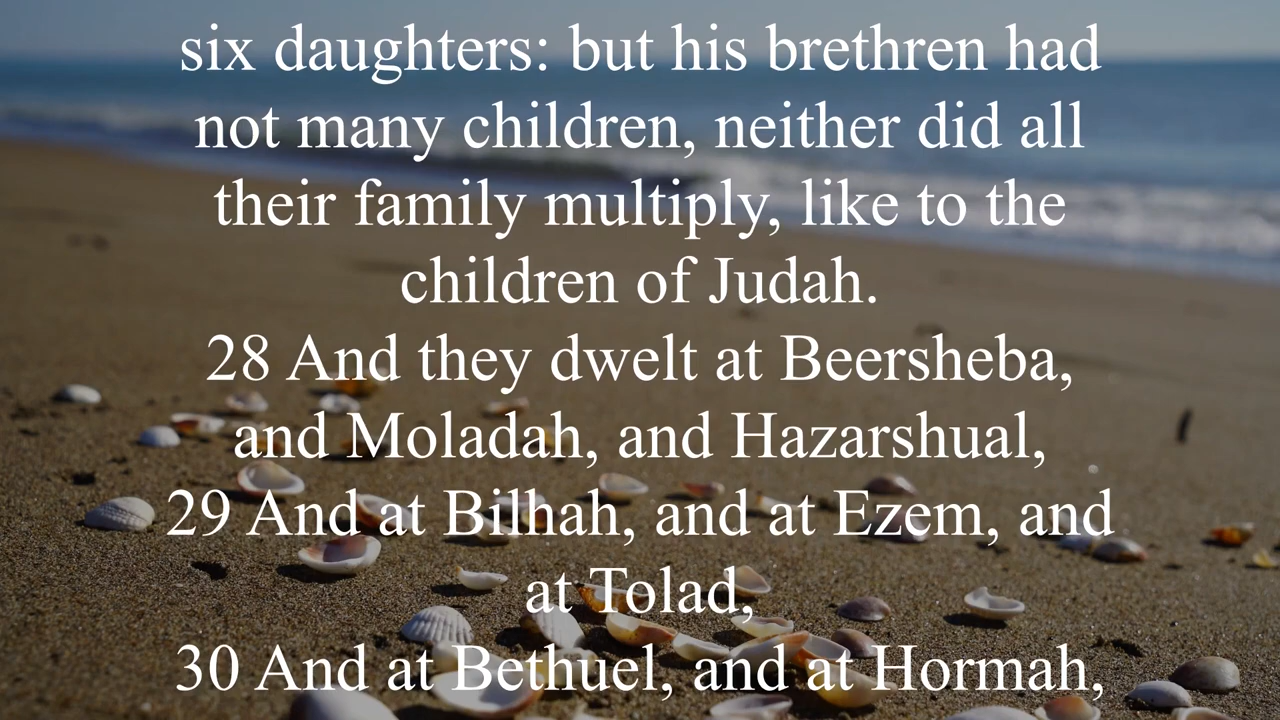 six daughters: but his brethren had
not many children, neither did all
their family multiply, like to the
children of Judah.
28 And they dwelt at Beersheba,
and Moladah, and Hazarshual,
29 And at Bilhah, and at Ezem, and
at Tolad,
30 And at Bethuel, and at Hormah,